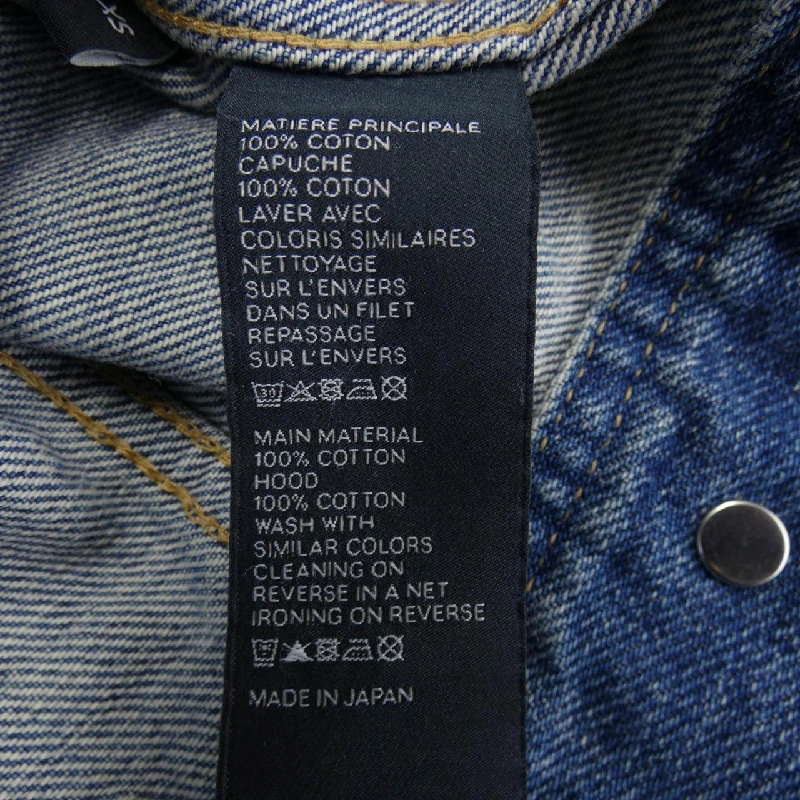 XS
MATIERE PRINCIPALE
100% COTON
CAPUCHE
100% COTON
LAVER AVEC
COLORIS SIMILAIRES
NETTOYAGE
SUR L'ENVERS
DANS UN FILET
REPASSAGE
SUR L'ENVERS
30
MAIN MATERIAL
100% COTTON
HOOD
100% COTTON
WASH WITH
SIMILAR COLORS
CLEANING ON
REVERSE IN A NET
IRONING ON REVERSE
MADE IN JAPAN